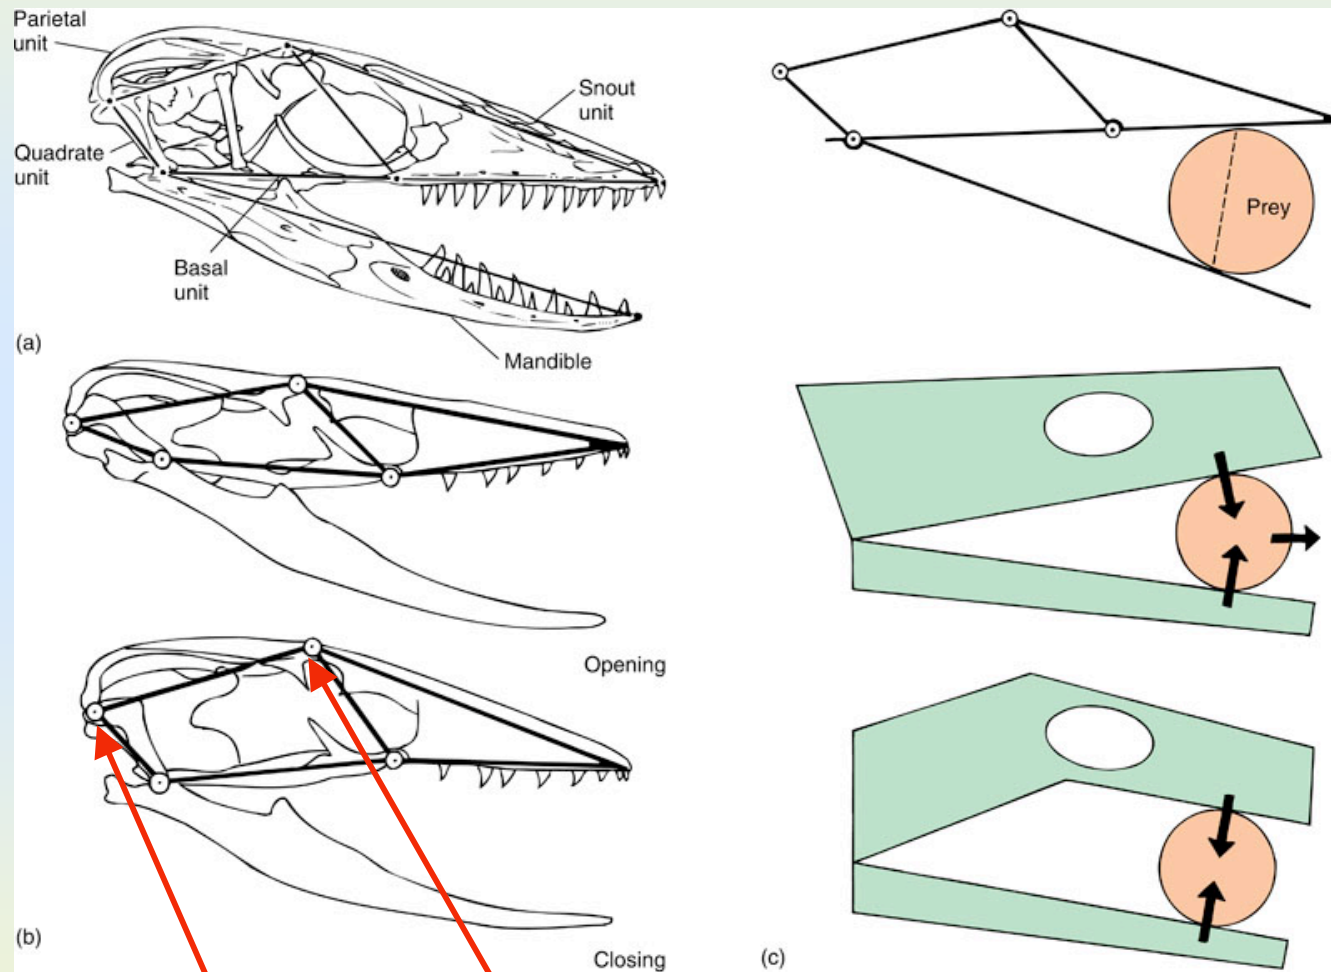 Parietal
unit
Snout
unit
Quadrate
unit
Basal
unit
Mandible
(a)
Prey
Opening
(b)
Closing
(c)